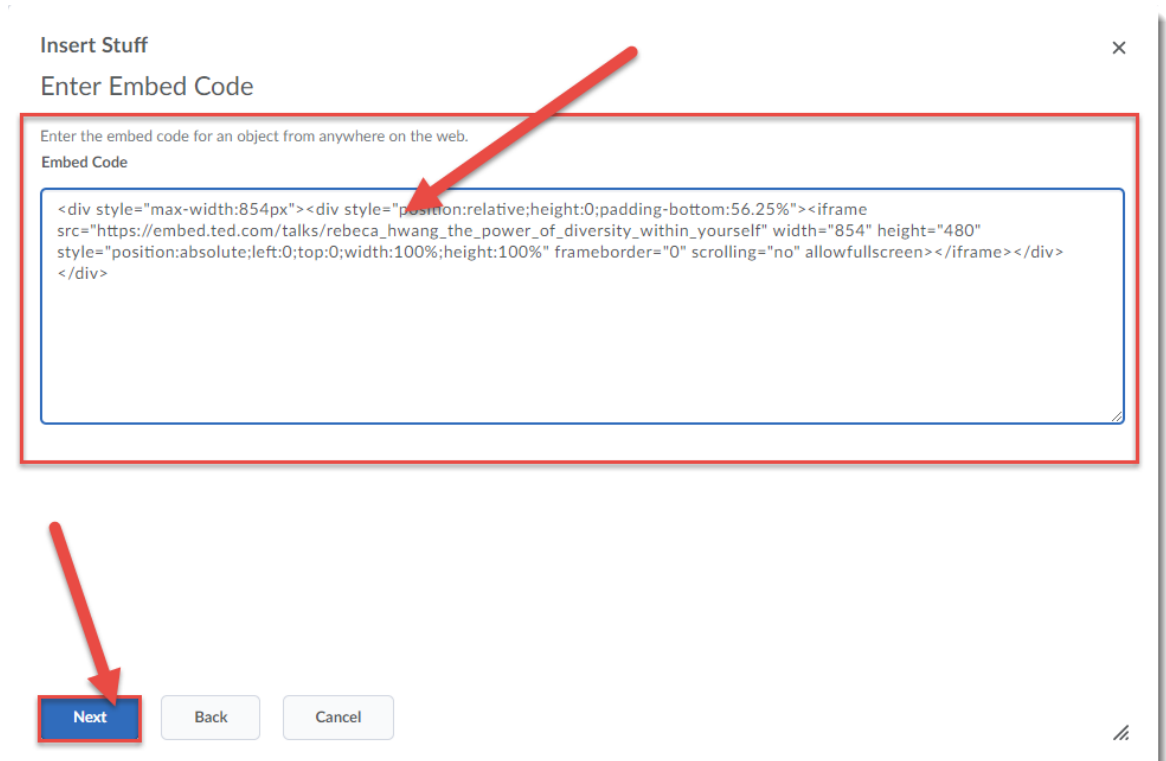 Insert Stuff
Enter Embed Code
Enter the embed code for an object from anywhere on the web.
Embed Code
<div style="max-width:854px"><div style="position:relative;height:0;padding-bottom:56.25%"><iframe
src="https://embed.ted.com/talks/rebeca_hwang_the_power_of_diversity_within_yourself" width="854" height="480"
style="position:absolute;left:0;top:0;width:100%;height:100%" frameborder="0" scrolling="no" allowfullscreen></iframe></div>
</div>
Next Back Cancel